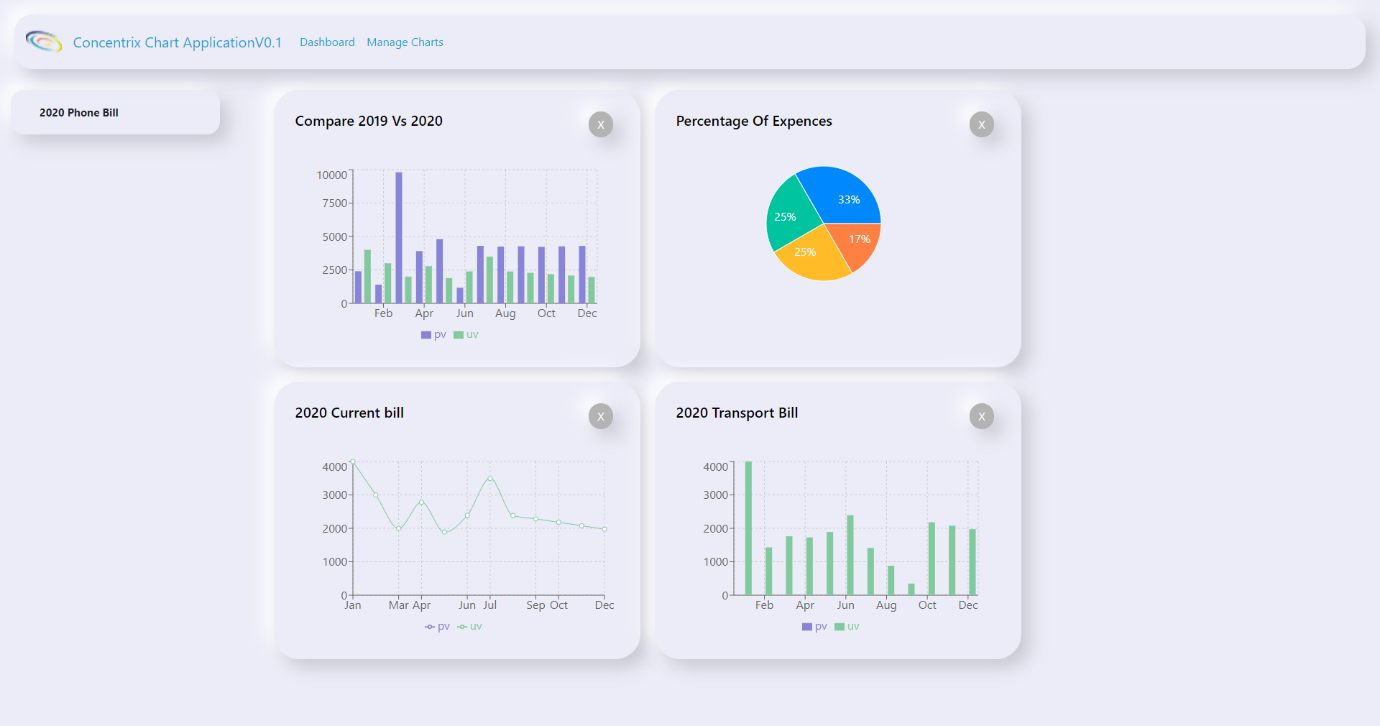 Concentrix Chart ApplicationV0.1 Dashboard Manage Charts
2020 Phone Bill
Compare 2019 Vs 2020
X
10000
7500
5000
2500
0
Feb Apr Jun Aug Oct Dec
pv uv
Percentage Of Expences
X
33%
25%
17%
25%
2020 Current bill
X
4000
3000
2000
1000
0
Jan Mar Apr Jun Jul Sep Oct Dec
pv uv
2020 Transport Bill
X
4000
3000
2000
1000
0
Feb Apr Jun Aug Oct Dec
pv uv